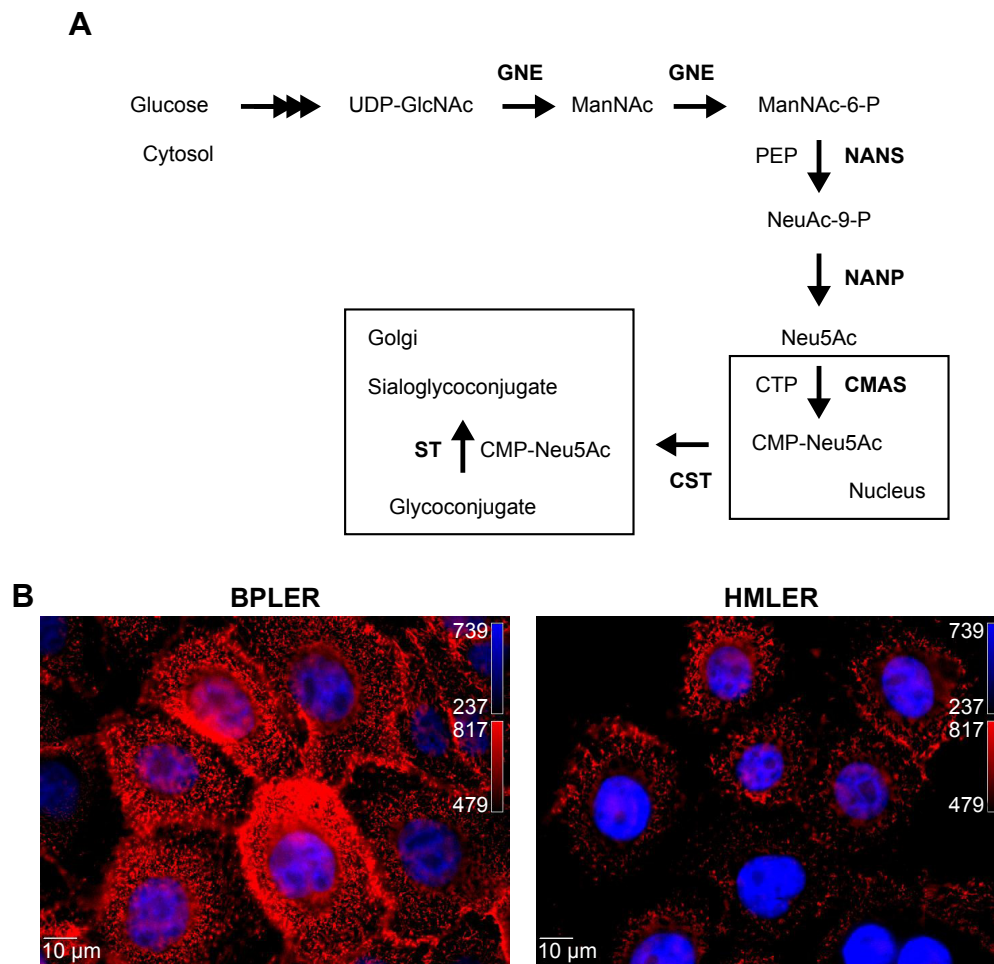 A
GNE
GNE
Glucose
UDP-GlcNAc
ManNAc
ManNAc-6-P
Cytosol
PEP
NANS
NeuAc-9-P
NANP
Neu5Ac
Golgi
Sialoglycoconjugate
CTP
CMAS
ST
CMP-Neu5Ac
CMP-Neu5Ac
CST
Nucleus
Glycoconjugate
B
BPLER
HMLER
739
237
817
479
10 µm
739
237
817
479
10 µm